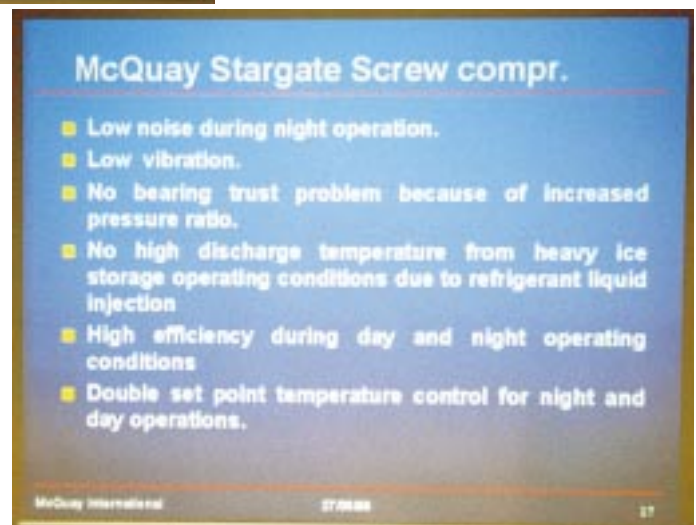 McQuay Stargate Screw compr.
Low noise during night operation.
Low vibration.
No bearing trust problem because of increased
pressure ratio.
No high discharge temperature from heavy ice
storage operating conditions due to refrigerant liquid
injection
High efficiency during day and night operating
conditions
Double set point temperature control for night and
day operations.
McQuay International